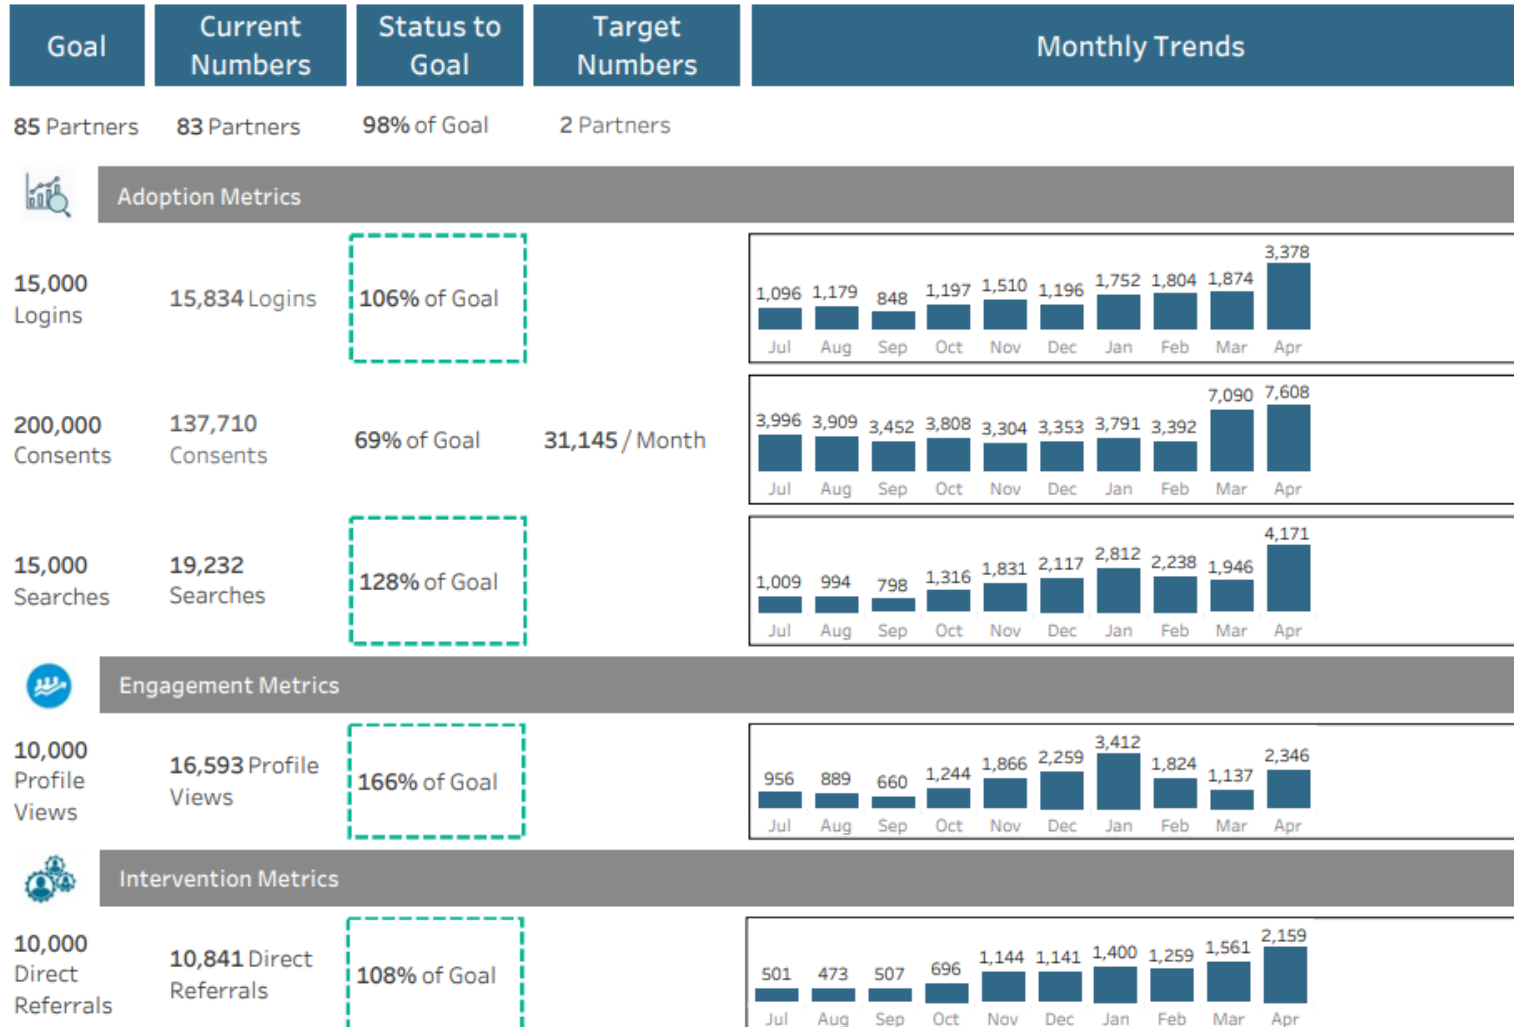 Goal
Current
Numbers
Status to
Goal
Target
Numbers
Monthly Trends
85 Partners
83 Partners
98% of Goal
2 Partners
Adoption Metrics
15,000
Logins
15,834 Logins
106% of Goal
1,096 1,179 848 1,197 1,510 1,196 1,752 1,804 1,874 3,378
Jul Aug Sep Oct Nov Dec Jan Feb Mar Apr
200,000
Consents
137,710
Consents
69% of Goal
31,145 / Month
3,996 3,909 3,452 3,808 3,304 3,353 3,791 3,392 7,090 7,608
Jul Aug Sep Oct Nov Dec Jan Feb Mar Apr
15,000
Searches
19,232
Searches
128% of Goal
1,009 994 798 1,316 1,831 2,117 2,812 2,238 1,946 4,171
Jul Aug Sep Oct Nov Dec Jan Feb Mar Apr
Engagement Metrics
10,000
Profile
Views
16,593 Profile
Views
166% of Goal
956 889 660 1,244 1,866 2,259 3,412 1,824 1,137 2,346
Jul Aug Sep Oct Nov Dec Jan Feb Mar Apr
Intervention Metrics
10,000
Direct
Referrals
10,841 Direct
Referrals
108% of Goal
501 473 507 696 1,144 1,141 1,400 1,259 1,561 2,159
Jul Aug Sep Oct Nov Dec Jan Feb Mar Apr